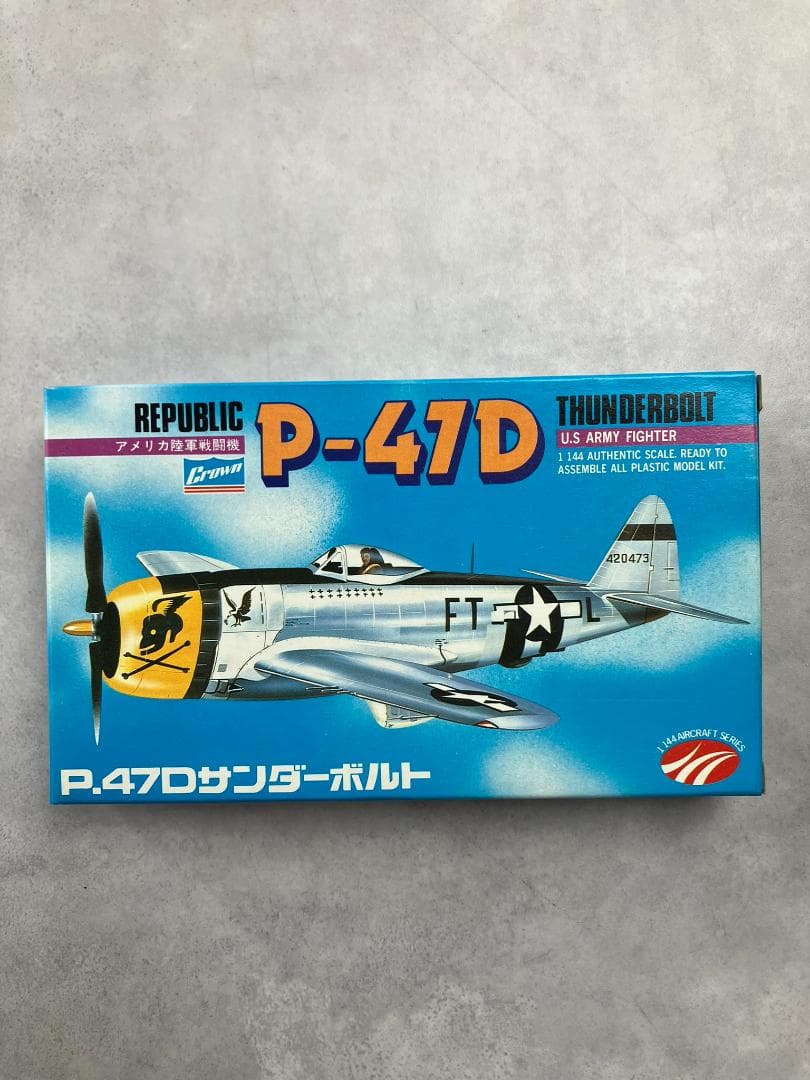 REPUBLIC
アメリカ陸軍戦闘機
Crown
P-47D
THUNDERBOLT
U.S ARMY FIGHTER
1 144 AUTHENTIC SCALE. READY TO
ASSEMBLE ALL PLASTIC MODEL KIT.
420473
FT L
1 144 AIRCRAFT SERIES
P.47Dサンダーボルト